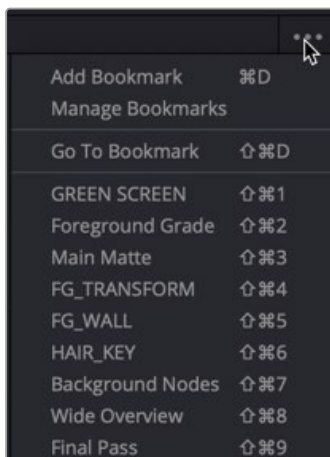 Add Bookmark ⌘D
Manage Bookmarks
Go To Bookmark ⇧⌘D
GREEN SCREEN ⇧⌘1
Foreground Grade ⇧⌘2
Main Matte ⇧⌘3
FG_TRANSFORM ⇧⌘4
FG_WALL ⇧⌘5
HAIR_KEY ⇧⌘6
Background Nodes ⇧⌘7
Wide Overview ⇧⌘8
Final Pass ⇧⌘9